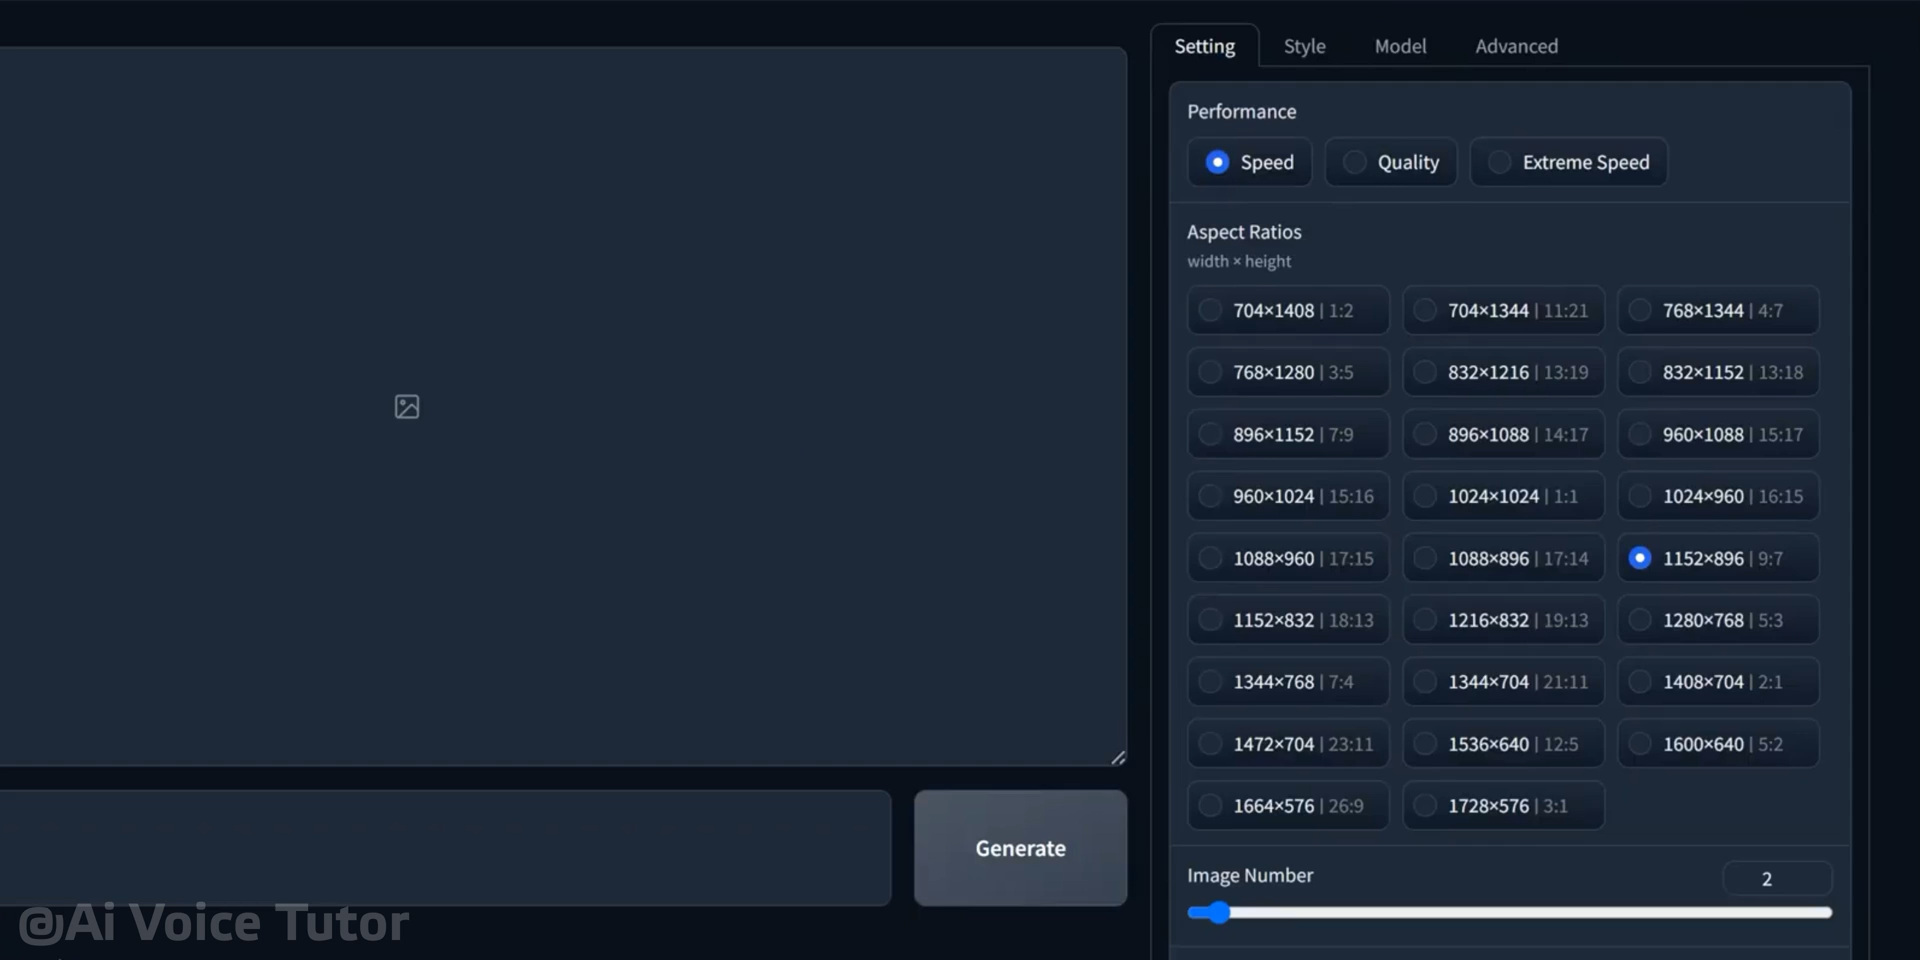 Setting Style Model Advanced
Performance
Speed Quality Extreme Speed
Aspect Ratios
width × height
704×1408 | 1:2 704×1344 | 11:21 768×1344 | 4:7
768×1280 | 3:5 832×1216 | 13:19 832×1152 | 13:18
896×1152 | 7:9 896×1088 | 14:17 960×1088 | 15:17
960×1024 | 15:16 1024×1024 | 1:1 1024×960 | 16:15
1088×960 | 17:15 1088×896 | 17:14 1152×896 | 9:7
1152×832 | 18:13 1216×832 | 19:13 1280×768 | 5:3
1344×768 | 7:4 1344×704 | 21:11 1408×704 | 2:1
1472×704 | 23:11 1536×640 | 12:5 1600×640 | 5:2
1664×576 | 26:9 1728×576 | 3:1
Generate
Image Number 2
@Ai Voice Tutor